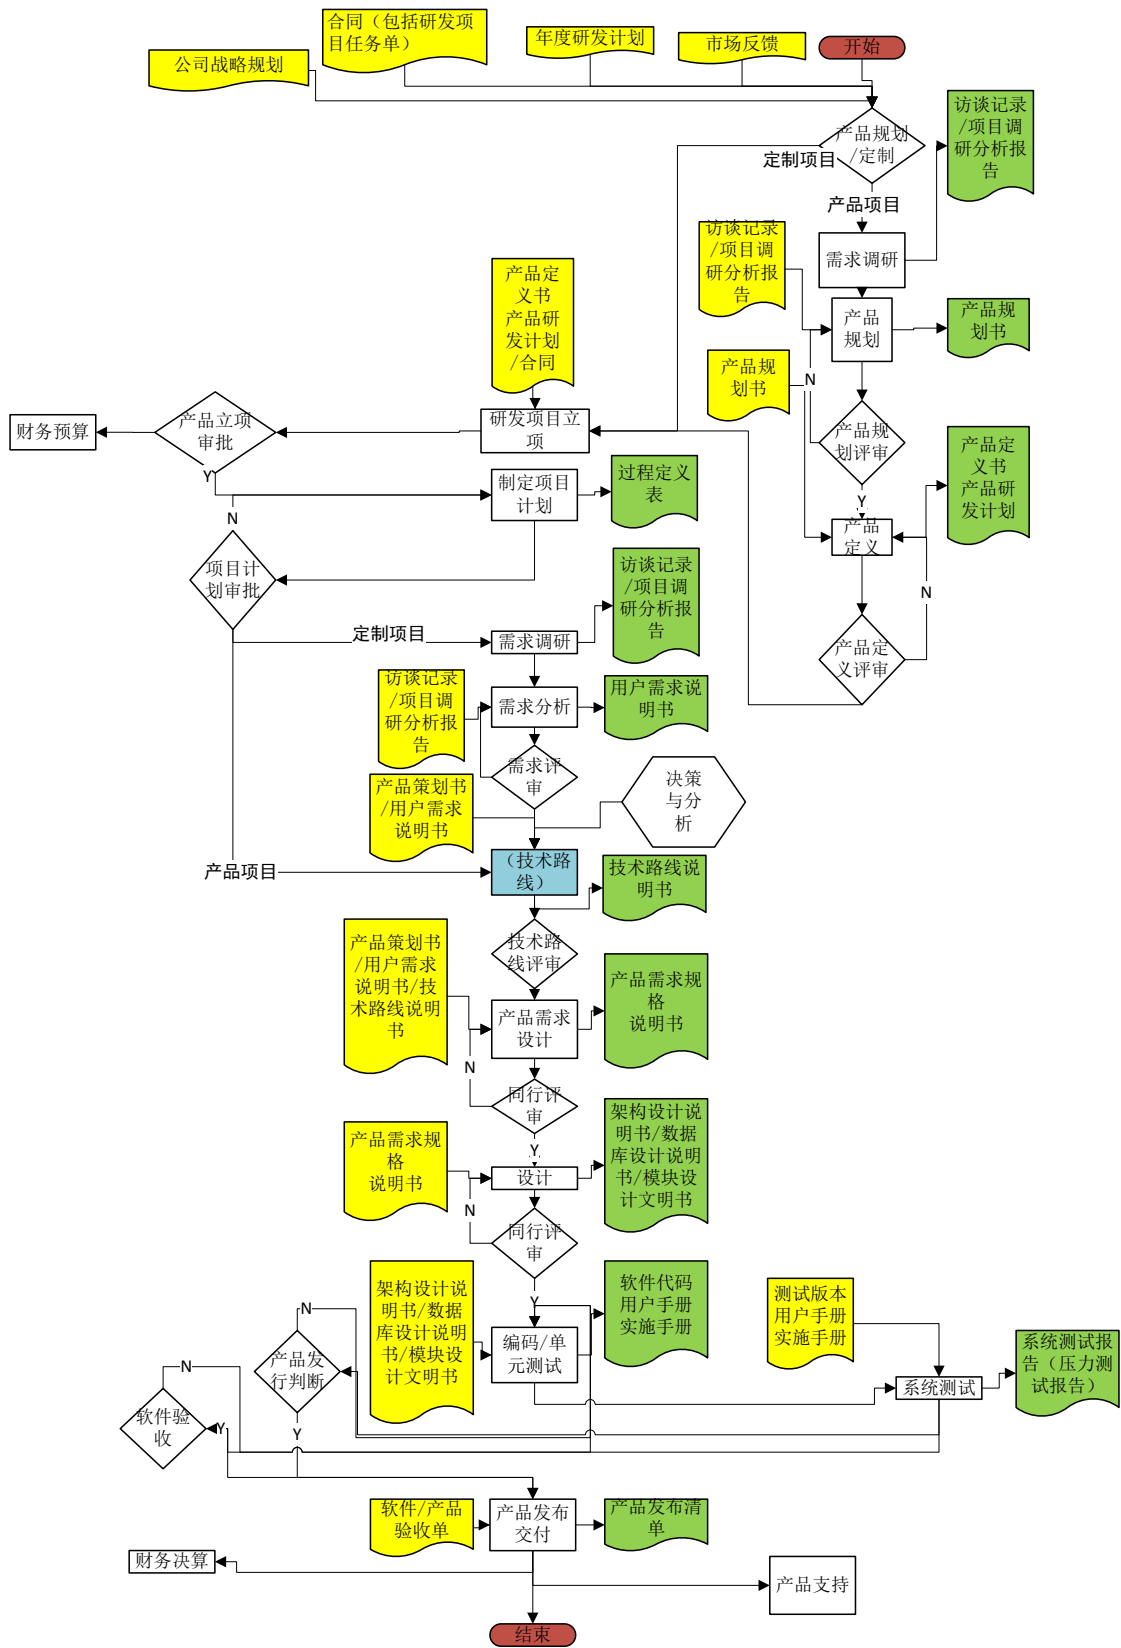 合同（包括研发项
目任务单）
年度研发计划
市场反馈
开始
公司战略规划
访谈记录
/项目调
研分析报
告
产品规划
/定制
定制项目
产品项目
访谈记录
/项目调
研分析报
告
需求调研
产品定
义书
产品研
发计划
/合同
产品
规划
产品规
划书
产品规
划书
N
产品立项
审批
财务预算
研发项目立
项
产品规
划评审
产品定
义书
产品研
发计划
Y
制定项目
计划
过程定义
表
Y
N
产品
定义
项目计
划审批
访谈记录
/项目调
研分析报
告
N
定制项目
需求调研
产品定
义评审
访谈记录
/项目调
研分析报
告
需求分析
用户需求说
明书
需求评
审
决策
与分
析
产品策划书
/用户需求
说明书
产品项目
（技术路
线）
技术路线说
明书
产品策划书
/用户需求
说明书/技
术路线说明
书
技术路
线评审
产品需求规
格
说明书
产品需求
设计
N
同行评
审
架构设计说
明书/数据
库设计说明
书/模块设
计文明书
产品需求规
格
说明书
Y
设计
N
同行评
审
架构设计说
明书/数据
库设计说明
书/模块设
计文明书
软件代码
用户手册
实施手册
测试版本
用户手册
实施手册
Y
N
编码/单
元测试
产品发
行判断
系统测试报
告（压力测
试报告）
N
系统测试
软件验
收
Y
Y
软件/产品
验收单
产品发布
交付
产品发布清
单
财务决算
产品支持
结束